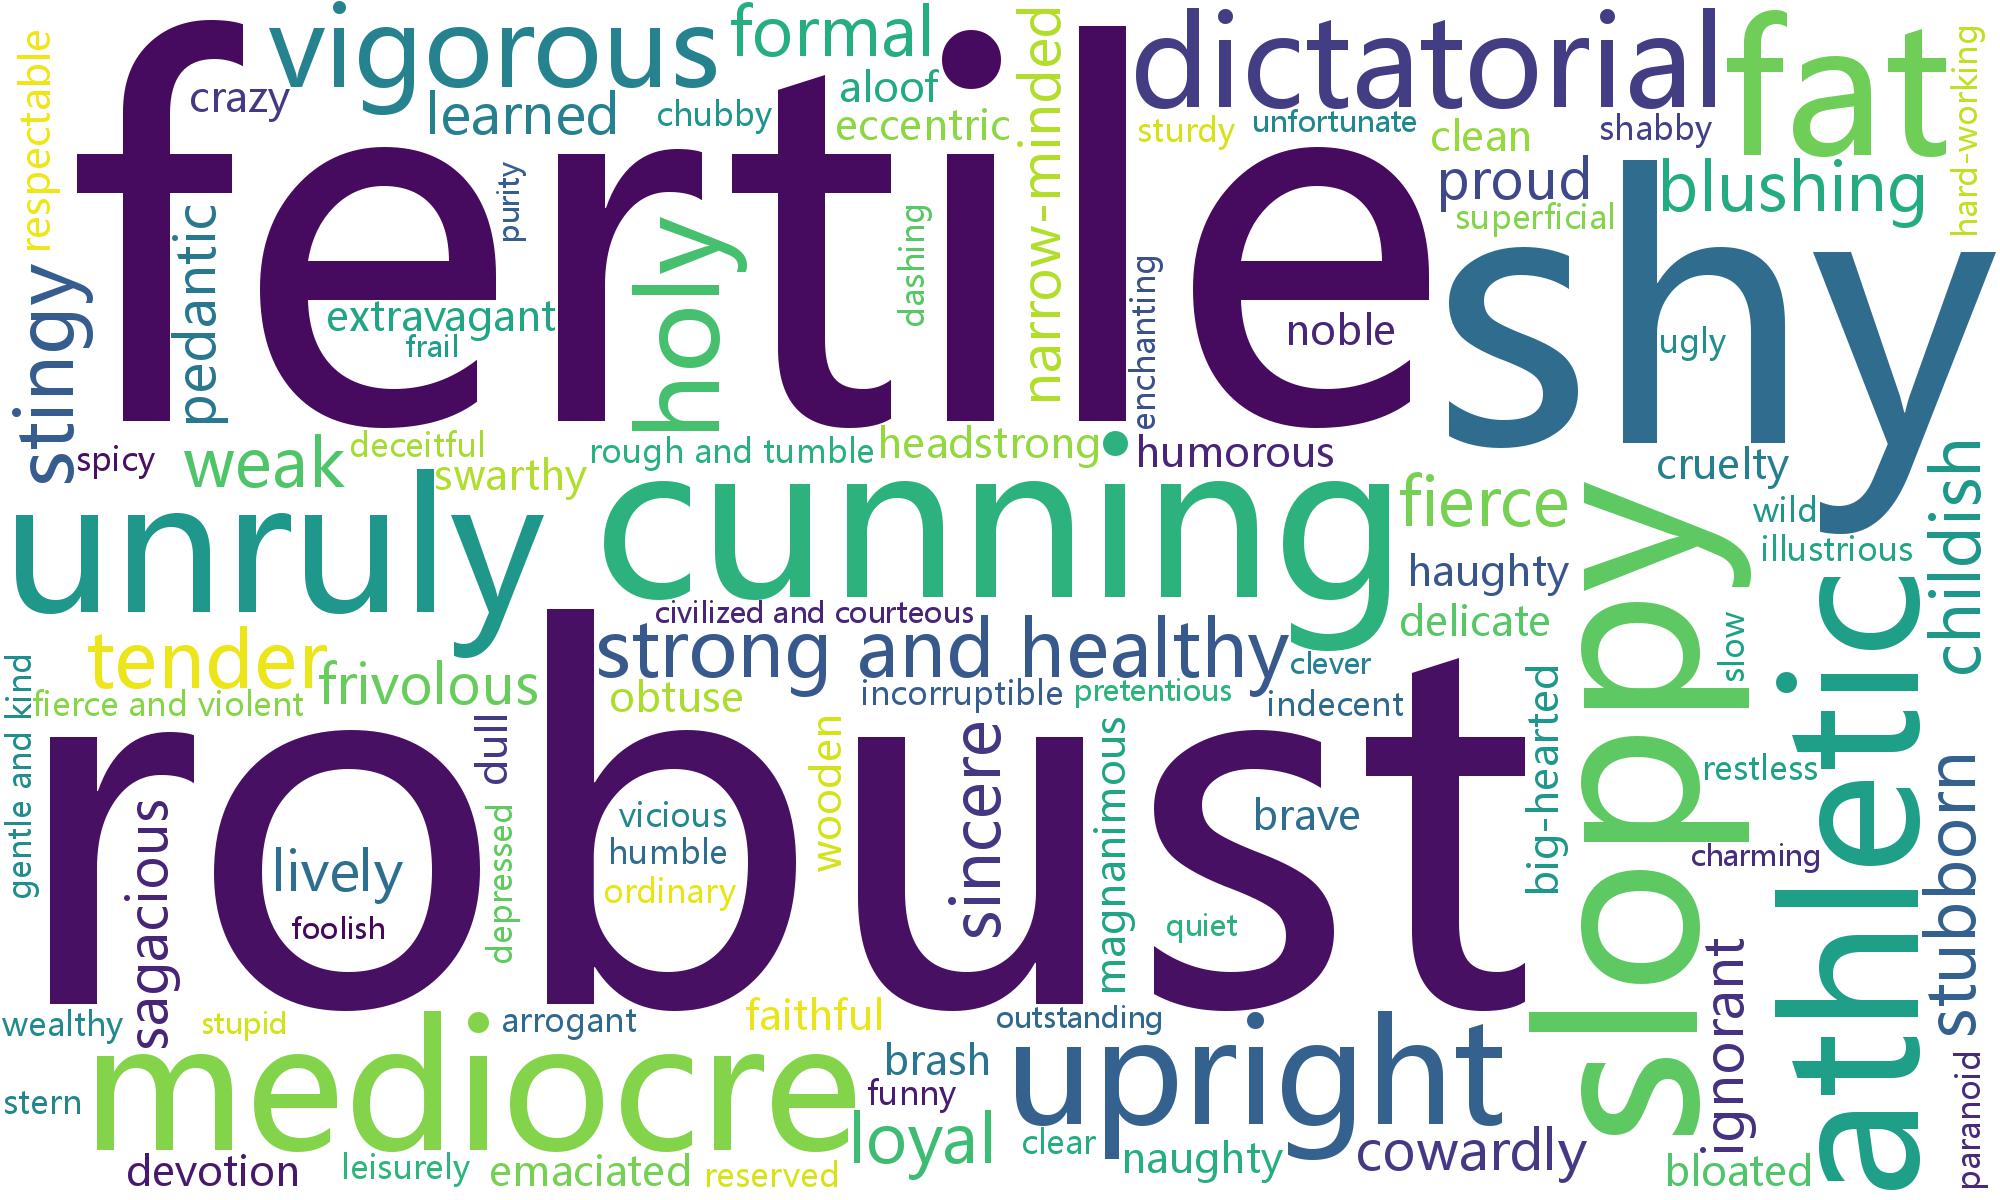 fertile
robust
shy
cunning
unruly
sloppy
athletic
mediocre
upright
dictatorial
fat
vigorous
formal
crazy
learned
chubby
aloof
eccentric
narrow-minded
sturdy
unfortunate
clean
shabby
proud
blushing
superficial
hard-working
respectable
stingy
pedantic
purity
holy
dashing
enchanting
extravagant
frail
noble
ugly
spicy
weak
deceitful
swarthy
rough and tumble
headstrong
humorous
fierce
cruelty
wild
illustrious
childish
haughty
delicate
slow
civilized and courteous
strong and healthy
clever
tender
frivolous
fierce and violent
gentle and kind
obtuse
incorruptible
pretentious
indecent
dull
wooden
sincere
magnanimous
big-hearted
restless
charming
stubborn
sagacious
lively
foolish
depressed
vicious
humble
ordinary
brave
quiet
ignorant
paranoid
wealthy
stupid
arrogant
faithful
outstanding
brash
funny
stern
loyal
clear
naughty
cowardly
bloated
devotion
leisurely
emaciated
reserved